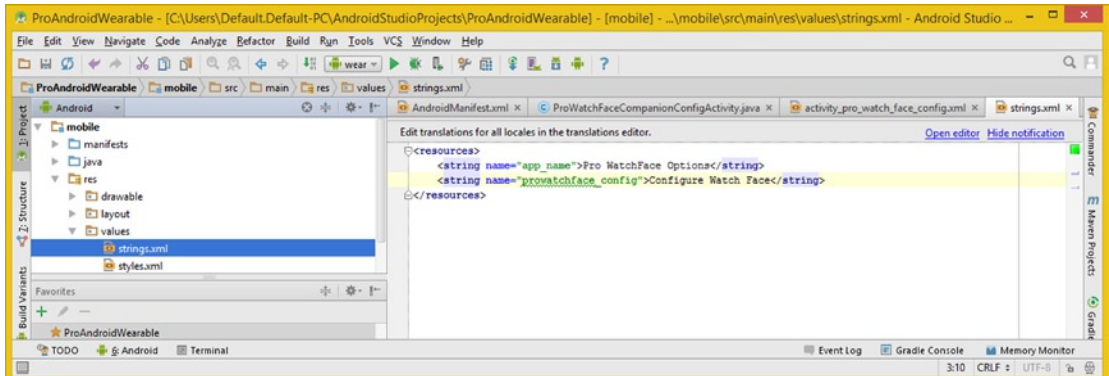 ProAndroidWearable - [C:\Users\Default.Default-PC\AndroidStudioProjects\ProAndroidWearable] - [mobile] - ...\mobile\src\main\res\values\strings.xml - Android Studio ...
File Edit View Navigate Code Analyze Refactor Build Run Tools VCS Window Help
wear
ProAndroidWearable mobile src main res values strings.xml
1: Project
Android
AndroidManifest.xml ProWatchFaceCompanionConfigActivity.java activity_pro_watch_face_config.xml strings.xml
mobile
manifests
java
res
drawable
layout
values
strings.xml
styles.xml
Edit translations for all locales in the translations editor. Open editor Hide notification
<resources>
<string name="app_name">Pro WatchFace Options</string>
<string name="prowatchface_config">Configure Watch Face</string>
</resources>
Z: Structure
Build Variants
Favorites
ProAndroidWearable
Commander
m Maven Projects
Gradle
TODO 6: Android Terminal Event Log Gradle Console Memory Monitor
3:10 CRLF UTF-8